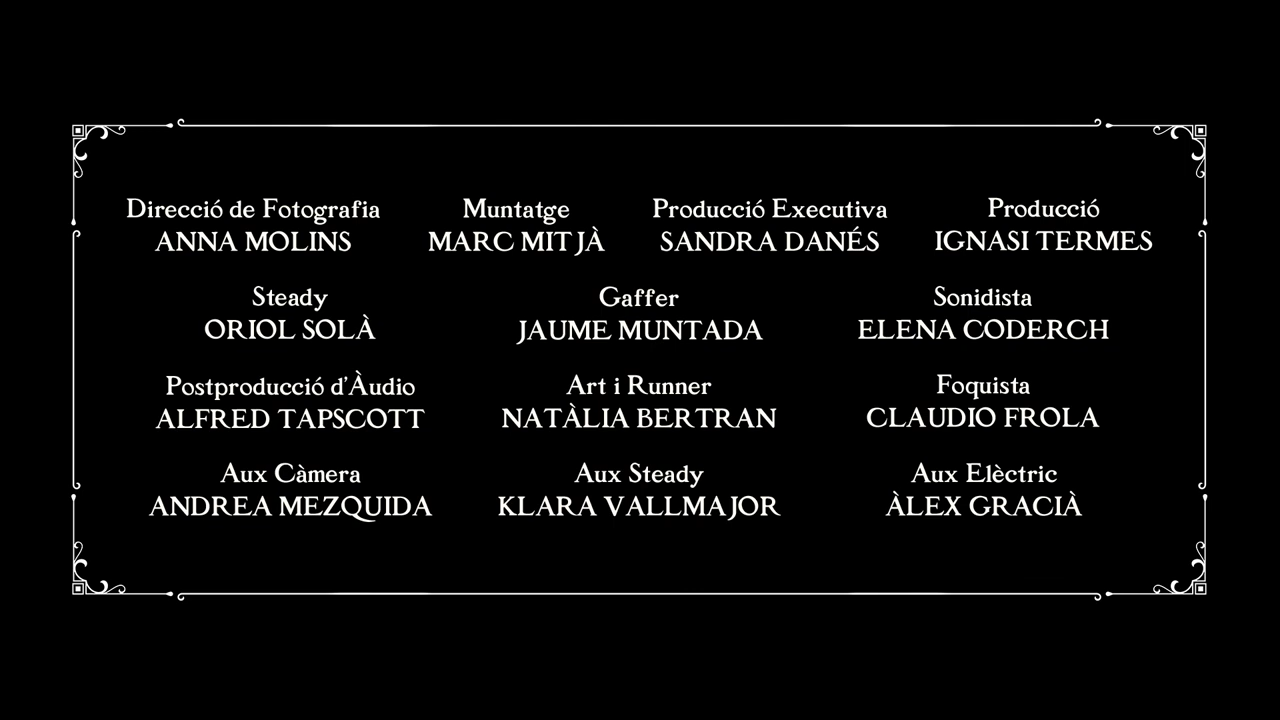 Direcció de Fotografia Muntatge Producció Executiva Producció
ANNA MOLINS MARC MITJÀ SANDRA DANÉS IGNASI TERMES
Steady Gaffer Sonidista
ORIOL SOLÀ JAUME MUNTADA ELENA CODERCH
Postproducció d'Àudio Art i Runner Foquista
ALFRED TAPSCOTT NATÀLIA BERTRAN CLAUDIO FROLA
Aux Càmera Aux Steady Aux Elèctric
ANDREA MEZQUIDA KLARA VALLMAJOR ÀLEX GRACIÀ